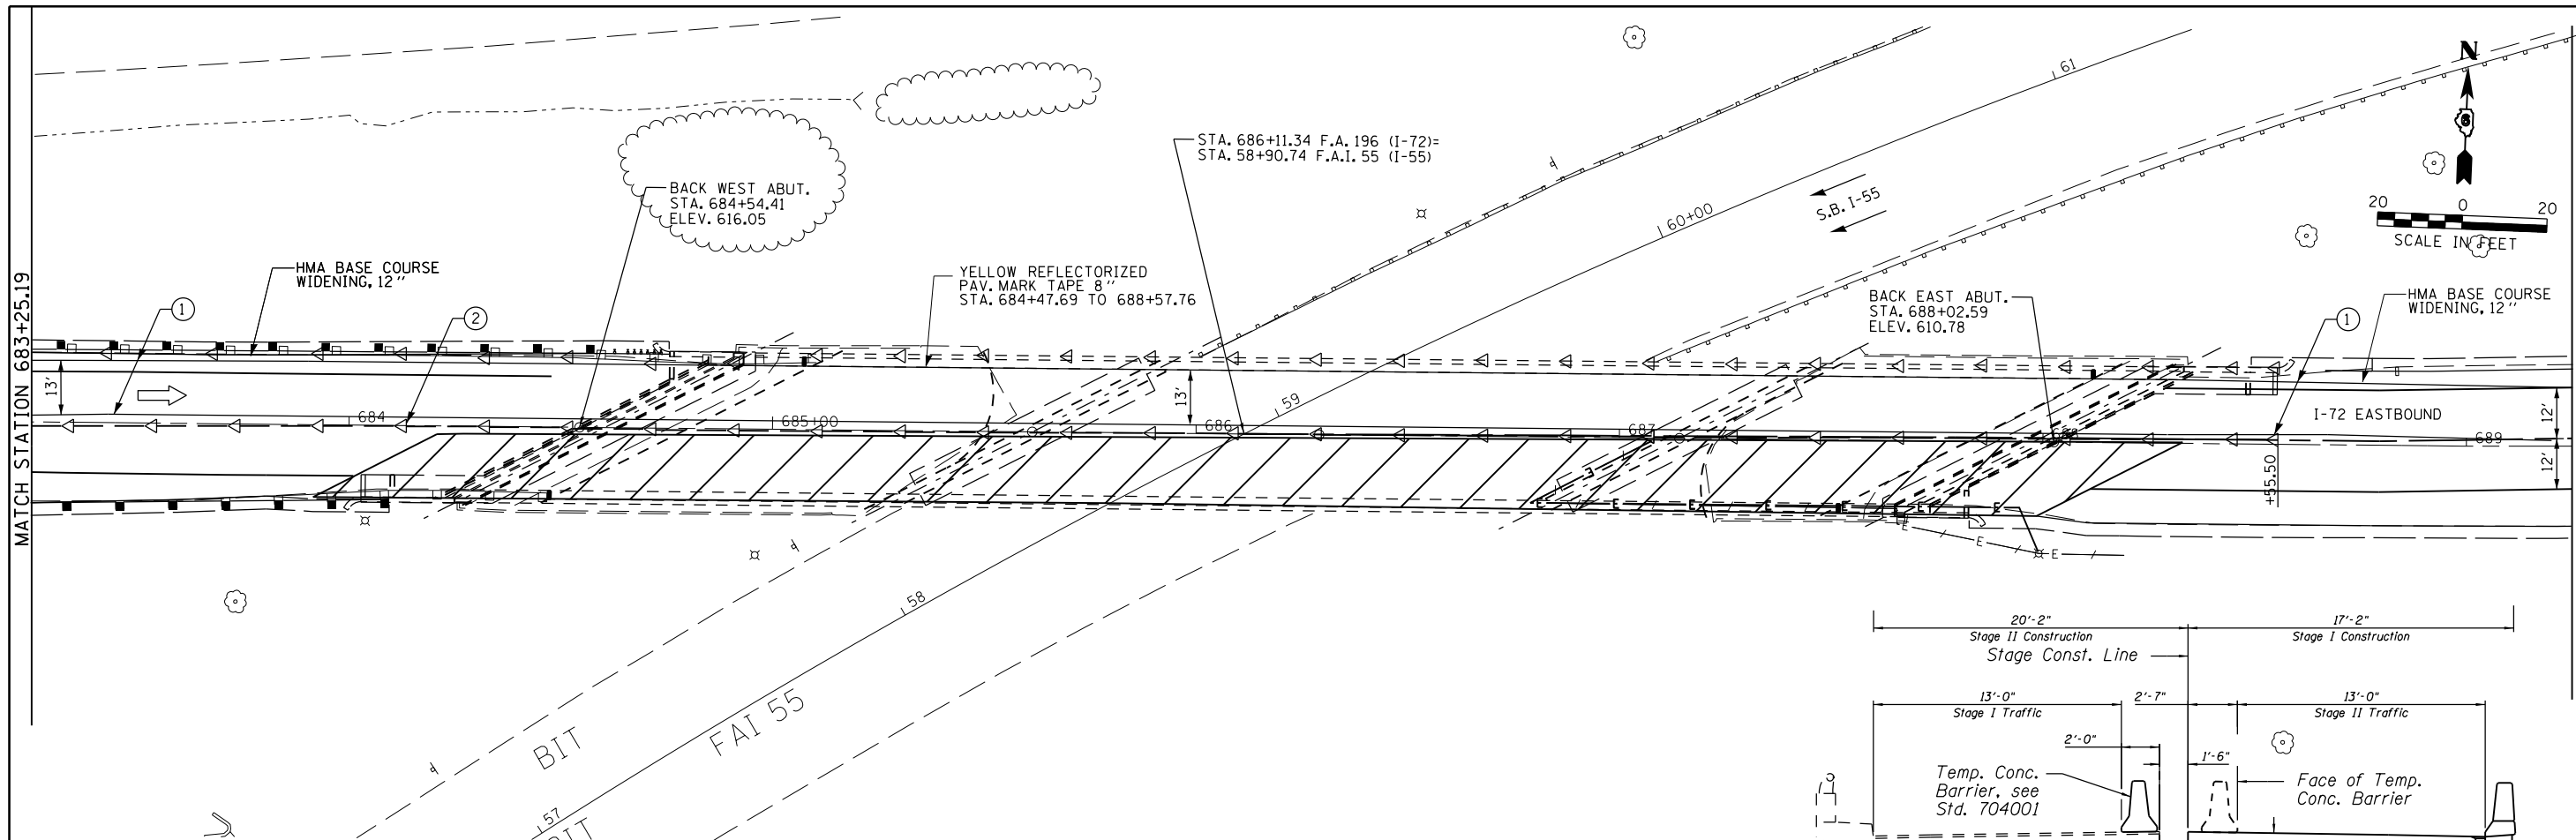 MATCH STATION 683+25.19
61
N
6
STA. 686+11.34 F.A. 196 (I-72)=
STA. 58+90.74 F.A.I. 55 (I-55)
BACK WEST ABUT.
STA. 684+54.41
ELEV. 616.05
S.B. I-55
60+00
20 0 20
SCALE IN FEET
HMA BASE COURSE
WIDENING, 12"
YELLOW REFLECTORIZED
PAV. MARK TAPE 8"
STA. 684+47.69 TO 688+57.76
BACK EAST ABUT.
STA. 688+02.59
ELEV. 610.78
HMA BASE COURSE
WIDENING, 12"
1
2
1
13'
13'
12'
12'
684
685+00
686
59
687
I-72 EASTBOUND
689
+55.50
E E E E E E E
E E E
58
57
BIT
FAI 55
BIT
20'-2"
Stage II Construction
17'-2"
Stage I Construction
Stage Const. Line
13'-0"
Stage I Traffic
2'-7"
13'-0"
Stage II Traffic
2'-0"
1'-6"
Temp. Conc.
Barrier, see
Std. 704001
Face of Temp.
Conc. Barrier